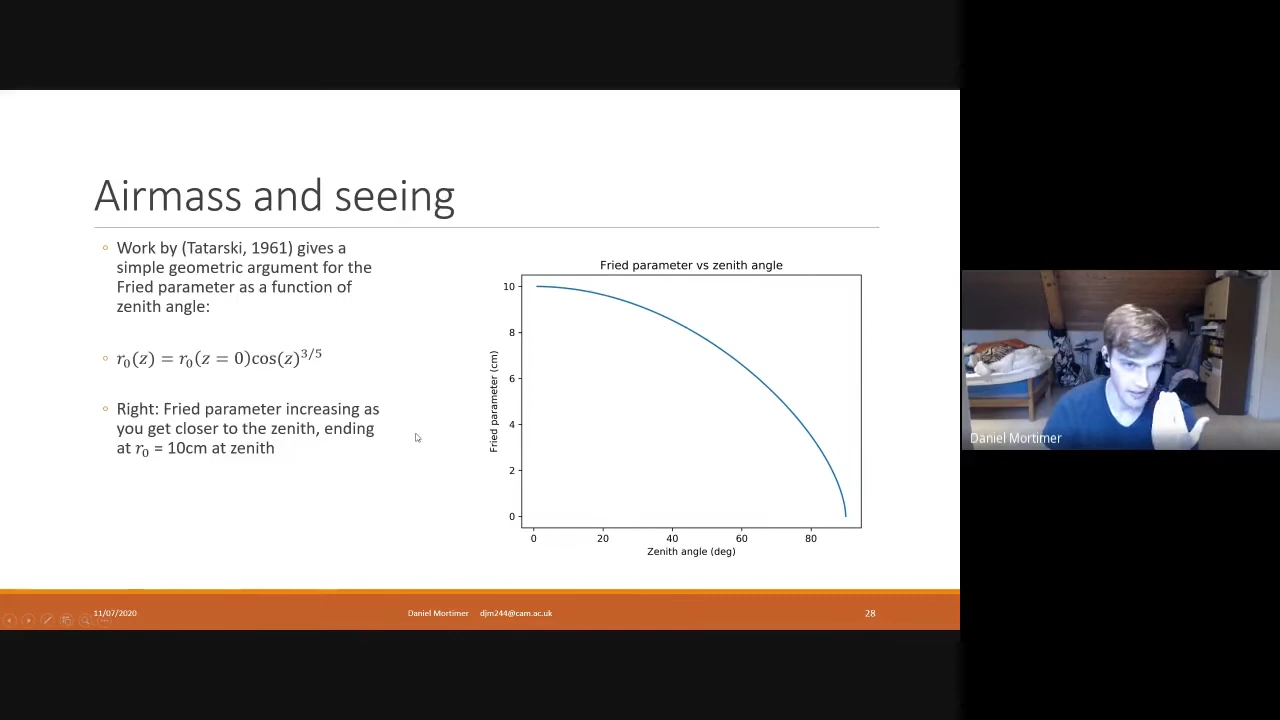 Airmass and seeing
◦ Work by (Tatarski, 1961) gives a
simple geometric argument for the
Fried parameter as a function of
zenith angle:
◦ r₀(z) = r₀(z = 0)cos(z)^3/5
◦ Right: Fried parameter increasing as
you get closer to the zenith, ending
at r₀ = 10cm at zenith
Fried parameter vs zenith angle
Fried parameter (cm)
10
8
6
4
2
0
0 20 40 60 80
Zenith angle (deg)
11/07/2020 Daniel Mortimer djm244@cam.ac.uk 28
Daniel Mortimer